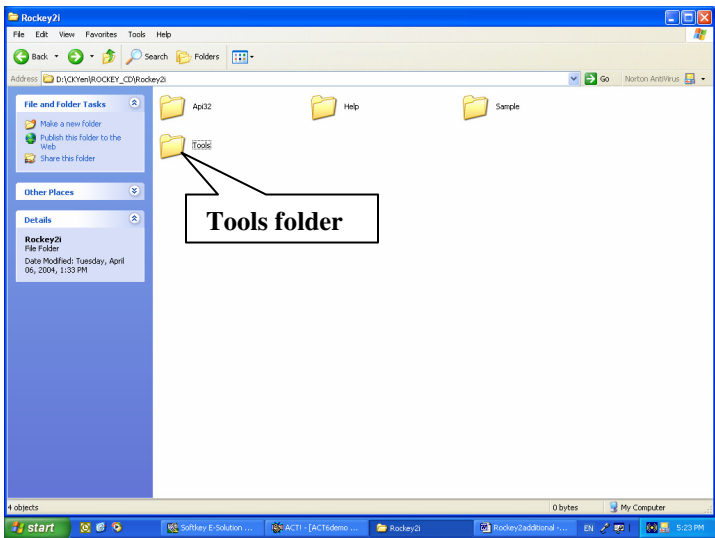 Rockey2i
File Edit View Favorites Tools Help
Back Search Folders
Address D:\CKYen\ROCKEY_CD\Rockey2i Go Norton AntiVirus
File and Folder Tasks
Make a new folder
Publish this folder to the
Web
Share this folder
Other Places
Details
Rockey2i
File Folder
Date Modified: Tuesday, April
06, 2004, 1:33 PM
Api32 Help Sample
Tools
Tools folder
4 objects 0 bytes My Computer
start Softkey E-Solution ... ACT! - [ACT6demo ... Rockey2i Rockey2additional -... EN 5:23 PM